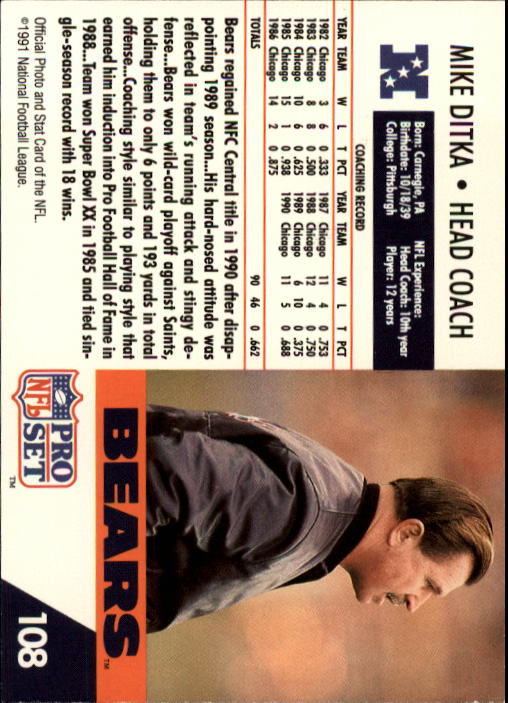 MIKE DITKA • HEAD COACH
N
Born: Carnegie, PA NFL Experience:
Birthdate: 10/18/39 Head Coach: 10th year
College: Pittsburgh Player: 12 years
COACHING RECORD
YEAR TEAM W L T PCT YEAR TEAM W L T PCT
1982 Chicago 3 6 0 .333 1987 Chicago 11 4 0 .753
1983 Chicago 8 8 0 .500 1988 Chicago 12 4 0 .750
1984 Chicago 10 6 0 .625 1989 Chicago 6 10 0 .375
1985 Chicago 15 1 0 .938 1990 Chicago 11 5 0 .688
1986 Chicago 14 2 0 .875
TOTALS 90 46 0 .662
Bears regained NFC Central title in 1990 after disap-
pointing 1989 season...His hard-nosed attitude was
reflected in team's running attack and stingy de-
fense...Bears won wild-card playoff against Saints,
holding them to only 6 points and 193 yards in total
offense...Coaching style similar to playing style that
earned him induction into Pro Football Hall of Fame in
1988...Team won Super Bowl XX in 1985 and tied sin-
gle-season record with 18 wins.
Official Photo and Stat Card of the NFL.
©1991 National Football League.
BEARS™
NFL PRO
SET™
108